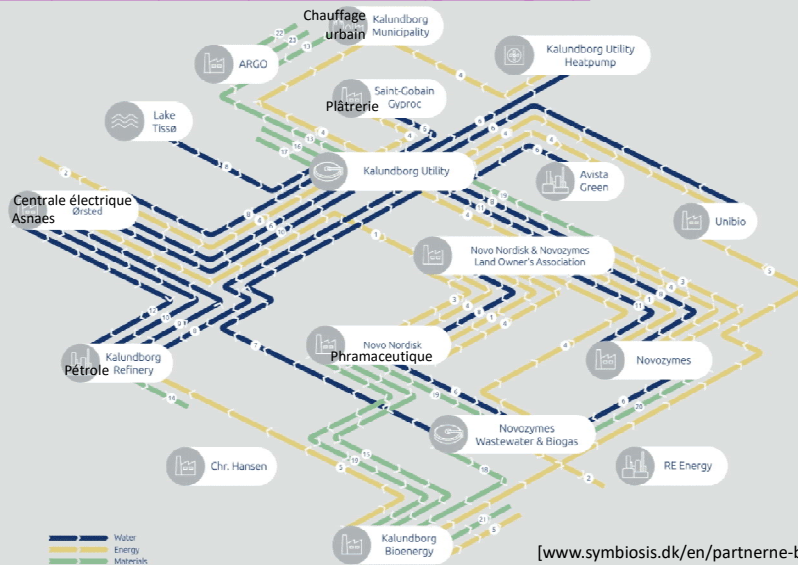 Chauffage
urbain
Kalundborg
Municipality
Kalundborg Utility
Heatpump
ARGO
Saint-Gobain
Gyproc
Plâtrerie
Lake
Tissø
Kalundborg Utility
Avista
Green
Centrale électrique
Asnaes
Ørsted
Unibio
Novo Nordisk & Novozymes
Land Owner's Association
Novo Nordisk
Phramaceutique
Kalundborg
Refinery
Pétrole
Novozymes
Novozymes
Wastewater & Biogas
Chr. Hansen
RE Energy
Kalundborg
Bioenergy
Water
Energy
Materials
[www.symbiosis.dk/en/partnerne-b